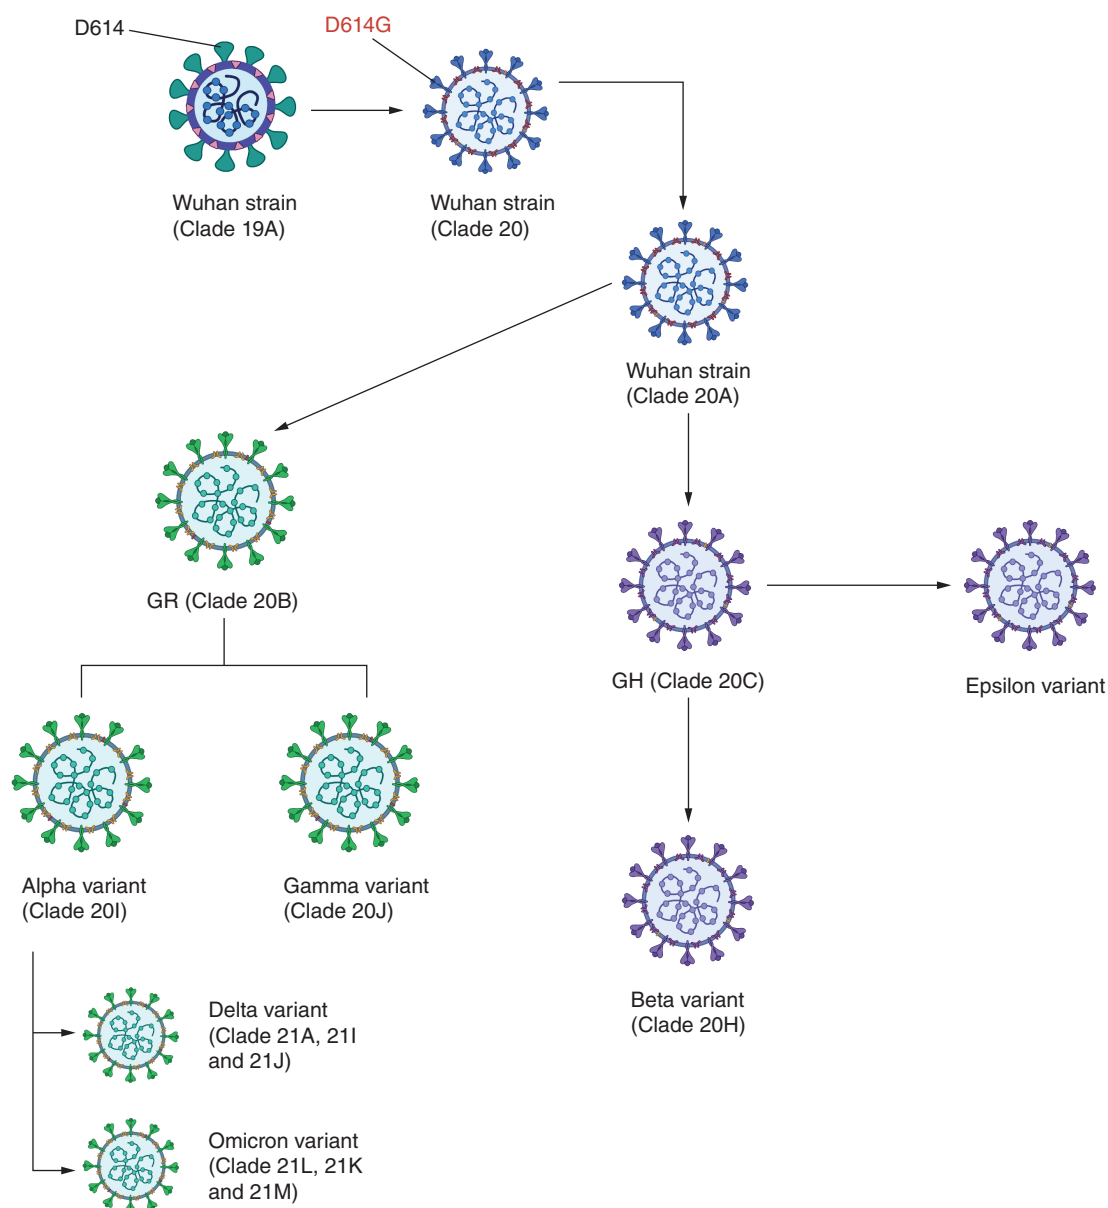 D614
D614G
Wuhan strain
(Clade 19A)
Wuhan strain
(Clade 20)
Wuhan strain
(Clade 20A)
GR (Clade 20B)
GH (Clade 20C)
Epsilon variant
Alpha variant
(Clade 20I)
Gamma variant
(Clade 20J)
Beta variant
(Clade 20H)
Delta variant
(Clade 21A, 21I
and 21J)
Omicron variant
(Clade 21L, 21K
and 21M)